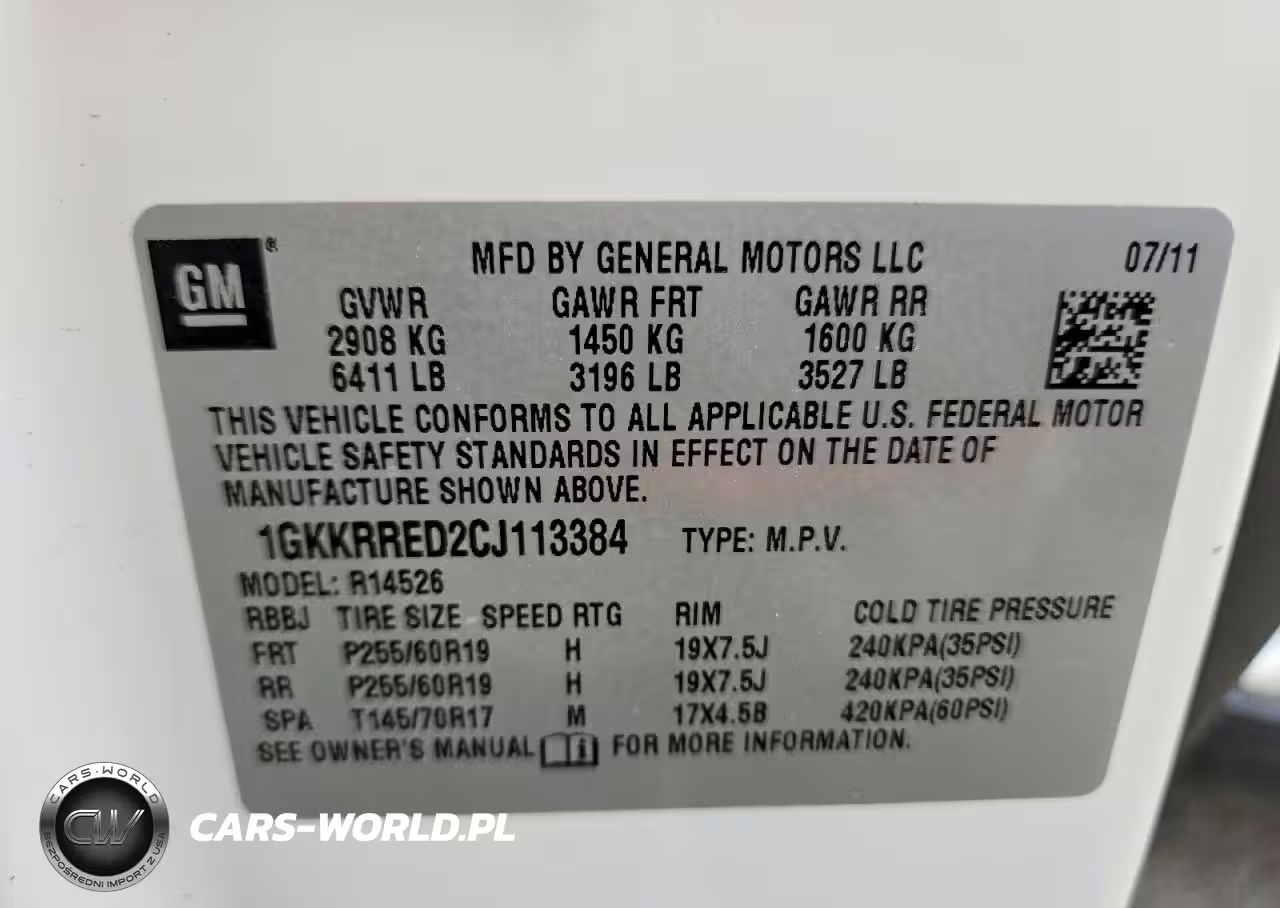 GM ®
MFD BY GENERAL MOTORS LLC 07/11
GVWR GAWR FRT GAWR RR
2908 KG 1450 KG 1600 KG
6411 LB 3196 LB 3527 LB
THIS VEHICLE CONFORMS TO ALL APPLICABLE U.S. FEDERAL MOTOR
VEHICLE SAFETY STANDARDS IN EFFECT ON THE DATE OF
MANUFACTURE SHOWN ABOVE.
1GKKRRED2CJ113384 TYPE: M.P.V.
MODEL: R14526
RBBJ TIRE SIZE SPEED RTG RIM COLD TIRE PRESSURE
FRT P255/60R19 H 19X7.5J 240KPA(35PSI)
RR P255/60R19 H 19X7.5J 240KPA(35PSI)
SPA T145/70R17 M 17X4.5B 420KPA(60PSI)
SEE OWNER'S MANUAL i FOR MORE INFORMATION.
CARS-WORLD
CW
BEZPOŚREDNI IMPORT Z USA
CARS-WORLD.PL